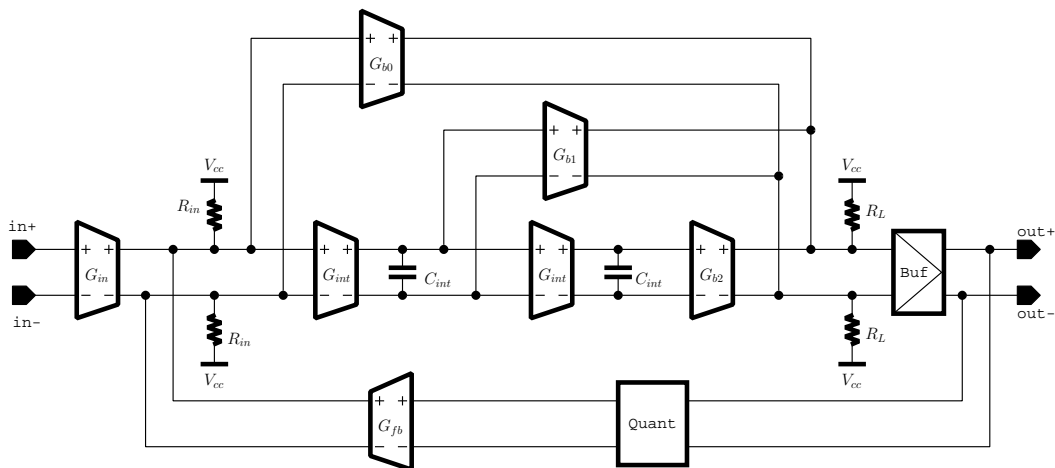 + +
G_{b0}
− −
+ +
G_{b1}
− −
V_{cc}
V_{cc}
R_{in}
R_L
in+
out+
+ +
+ +
+ +
+ +
G_{in}
G_{int}
C_{int}
G_{int}
C_{int}
G_{b2}
Buf
− −
− −
− −
− −
in-
out-
R_{in}
R_L
V_{cc}
V_{cc}
+ +
G_{fb}
Quant
− −